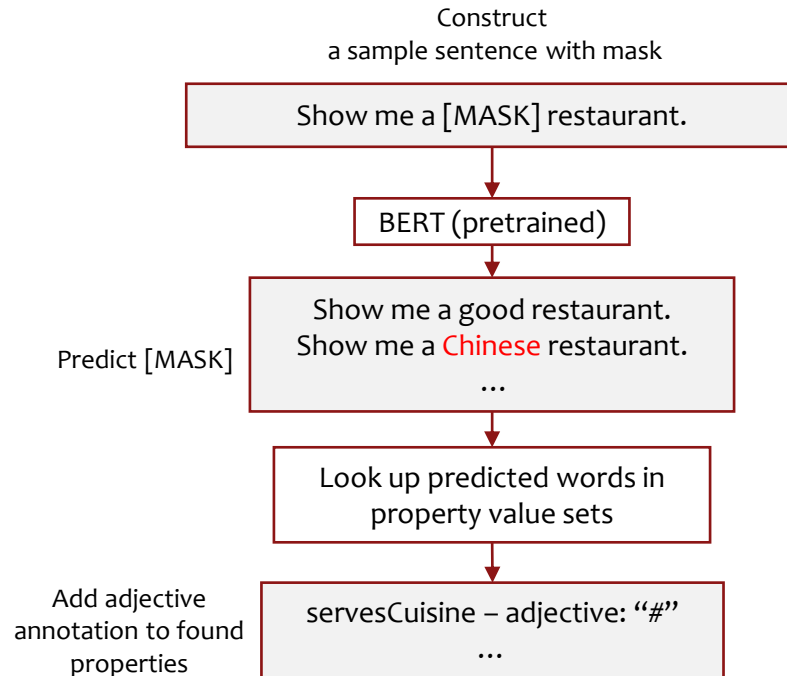 Construct
a sample sentence with mask
Show me a [MASK] restaurant.
BERT (pretrained)
Predict [MASK]
Show me a good restaurant.
Show me a Chinese restaurant.
...
Look up predicted words in
property value sets
Add adjective
annotation to found
properties
servesCuisine – adjective: “#”
...